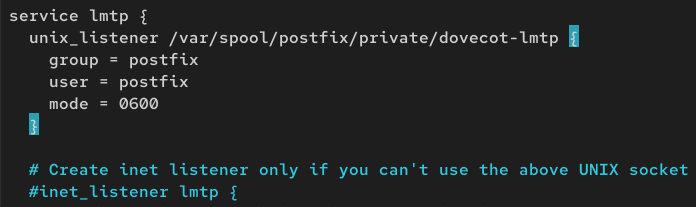 service lmtp {
  unix_listener /var/spool/postfix/private/dovecot-lmtp {
    group = postfix
    user = postfix
    mode = 0600
  }
  # Create inet listener only if you can't use the above UNIX socket
  #inet_listener lmtp {